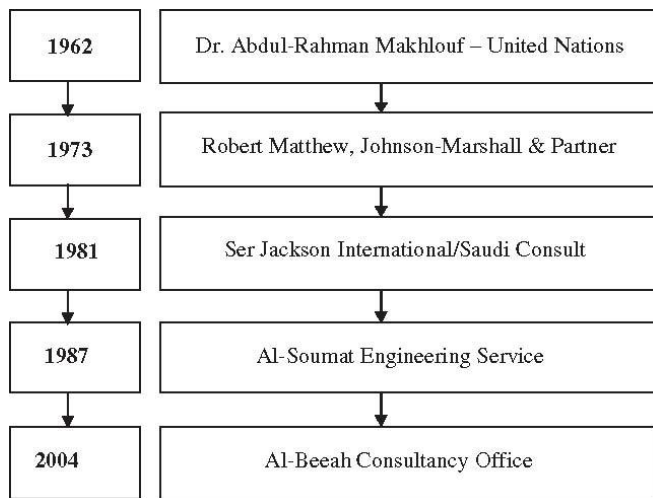 1962
Dr. Abdul-Rahman Makhlouf – United Nations
1973
Robert Matthew, Johnson-Marshall & Partner
1981
Ser Jackson International/Saudi Consult
1987
Al-Soumat Engineering Service
2004
Al-Beeah Consultancy Office